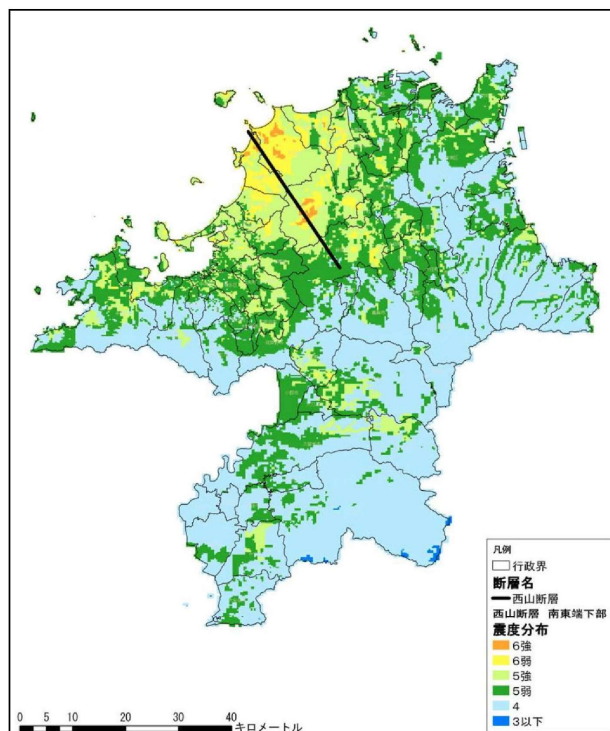 凡例
行政界
断層名
西山断層
西山断層 南東端下部
震度分布
6強
6弱
5強
5弱
4
3以下
0 5 10 20 30 40
キロメートル